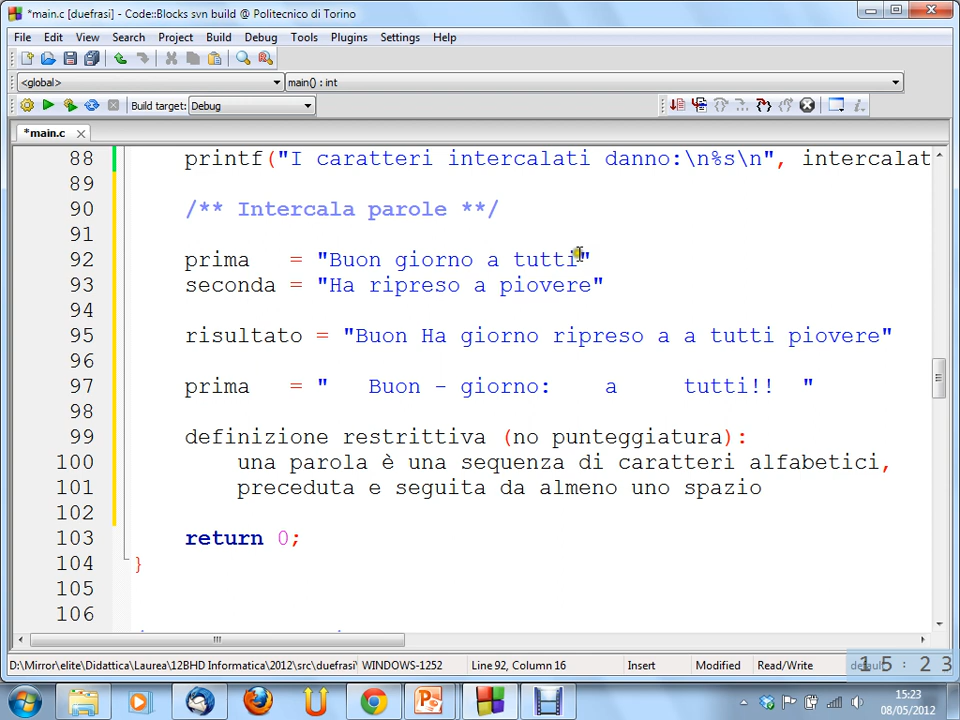 *main.c [duefrasi] - Code::Blocks svn build @ Politecnico di Torino
File Edit View Search Project Build Debug Tools Plugins Settings Help
<global> main() : int
Build target: Debug
*main.c
88 printf("I caratteri intercalati danno:\n%s\n", intercalat
89
90 /** Intercala parole **/
91
92 prima = "Buon giorno a tutti"
93 seconda = "Ha ripreso a piovere"
94
95 risultato = "Buon Ha giorno ripreso a a tutti piovere"
96
97 prima = "   Buon - giorno:    a     tutti!!  "
98
99 definizione restrittiva (no punteggiatura):
100 una parola è una sequenza di caratteri alfabetici,
101 preceduta e seguita da almeno uno spazio
102
103 return 0;
104 }
105
106
D:\Mirror\elite\Didattica\Laurea\12BHD Informatica\2012\src\duefrasi\ WINDOWS-1252 Line 92, Column 16 Insert Modified Read/Write default 15:23
15:23
08/05/2012